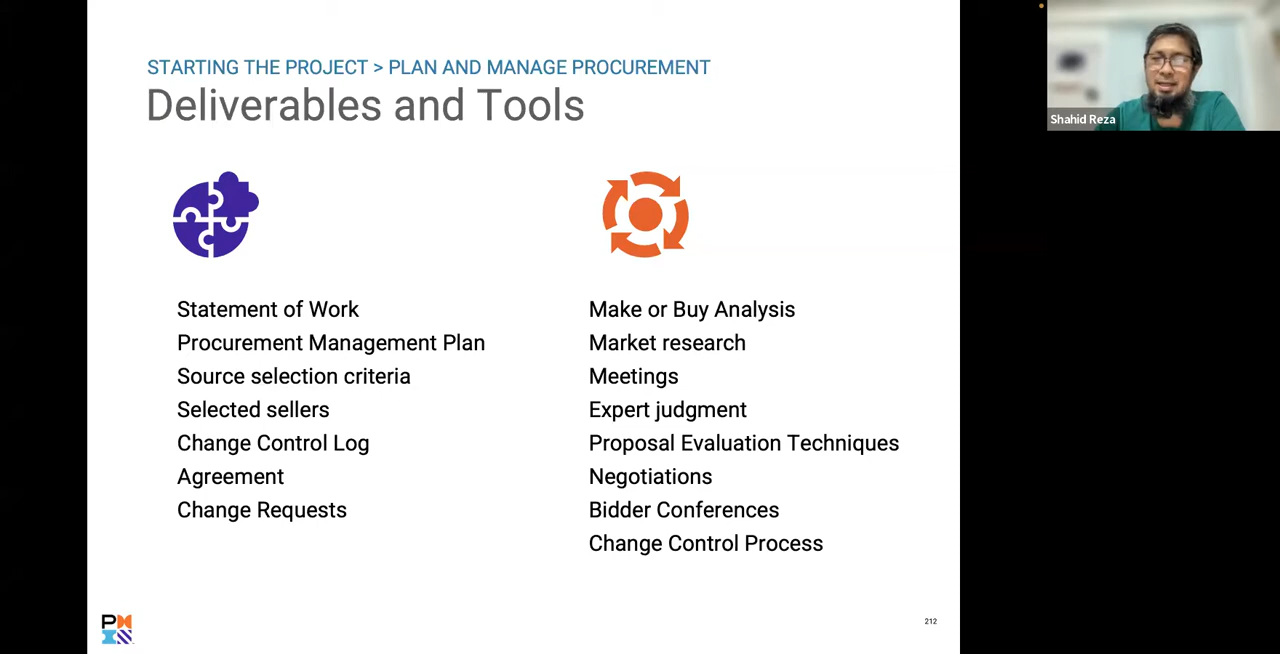 STARTING THE PROJECT > PLAN AND MANAGE PROCUREMENT
Deliverables and Tools
Statement of Work
Procurement Management Plan
Source selection criteria
Selected sellers
Change Control Log
Agreement
Change Requests
Make or Buy Analysis
Market research
Meetings
Expert judgment
Proposal Evaluation Techniques
Negotiations
Bidder Conferences
Change Control Process
212
Shahid Reza